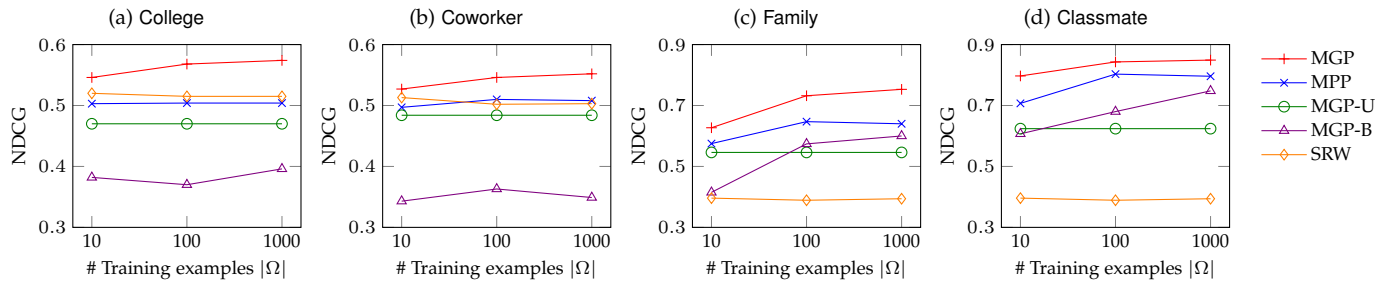 (a) College
0.6
0.5
0.4
0.3
NDCG
10 100 1000
# Training examples |Ω|
(b) Coworker
0.6
0.5
0.4
0.3
NDCG
10 100 1000
# Training examples |Ω|
(c) Family
0.9
0.7
0.5
0.3
NDCG
10 100 1000
# Training examples |Ω|
(d) Classmate
0.9
0.7
0.5
0.3
NDCG
10 100 1000
# Training examples |Ω|
MGP
MPP
MGP-U
MGP-B
SRW